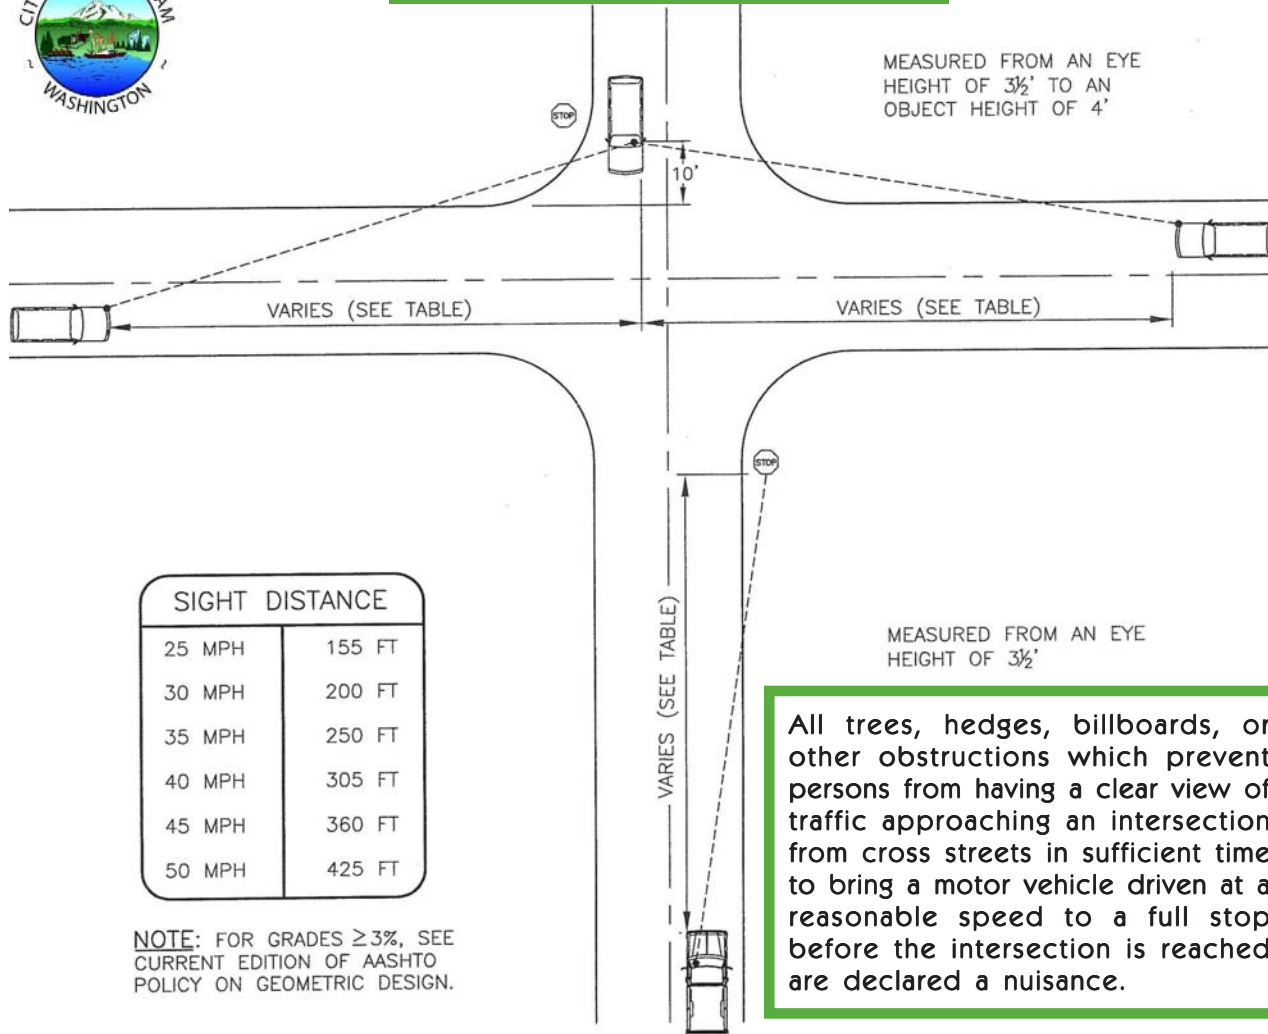 WASHINGTON
MEASURED FROM AN EYE
HEIGHT OF 3½' TO AN
OBJECT HEIGHT OF 4'
STOP
10'
VARIES (SEE TABLE)
VARIES (SEE TABLE)
STOP
VARIES (SEE TABLE)
SIGHT DISTANCE
25 MPH 155 FT
30 MPH 200 FT
35 MPH 250 FT
40 MPH 305 FT
45 MPH 360 FT
50 MPH 425 FT
NOTE: FOR GRADES ≥3%, SEE
CURRENT EDITION OF AASHTO
POLICY ON GEOMETRIC DESIGN.
MEASURED FROM AN EYE
HEIGHT OF 3½'
All trees, hedges, billboards, or
other obstructions which prevent
persons from having a clear view of
traffic approaching an intersection
from cross streets in sufficient time
to bring a motor vehicle driven at a
reasonable speed to a full stop
before the intersection is reached
are declared a nuisance.